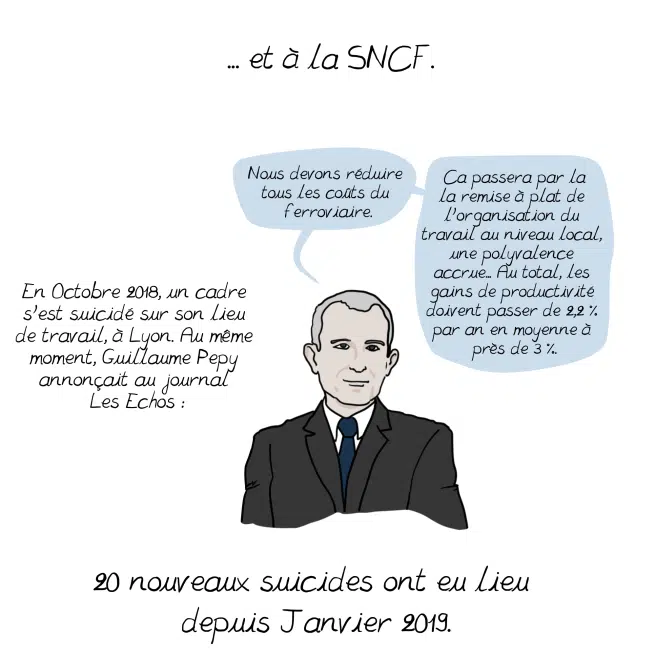 ... et à la SNCF.
Nous devons réduire
tous les coûts du
ferroviaire.
Ca passera par la
la remise à plat de
l'organisation du
travail au niveau local,
une polyvalence
accrue... Au total, les
gains de productivité
doivent passer de 2,2 %
par an en moyenne à
près de 3 %.
En Octobre 2018, un cadre
s'est suicidé sur son lieu
de travail, à Lyon. Au même
moment, Guillaume Pepy
annonçait au journal
Les Echos :
20 nouveaux suicides ont eu lieu
depuis Janvier 2019.